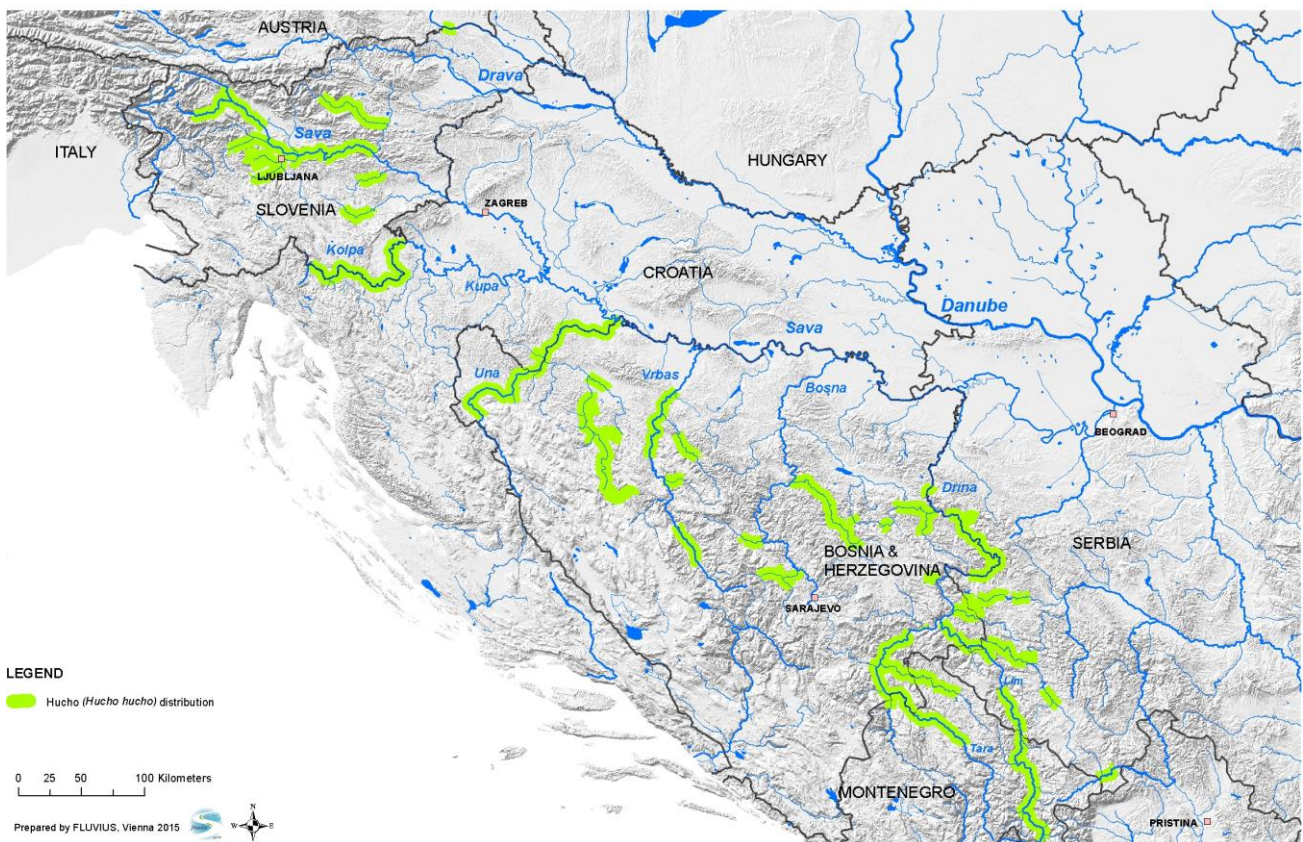 AUSTRIA
Drava
ITALY
Sava
HUNGARY
LJUBLJANA
SLOVENIA
ZAGREB
Kolpa
CROATIA
Kupa
Danube
Sava
Una
Vrbas
Bosna
BEOGRAD
Drina
BOSNIA &
HERZEGOVINA
SERBIA
SARAJEVO
LEGEND
Hucho (Hucho hucho) distribution
Lim
Tara
0 25 50 100 Kilometers
MONTENEGRO
PRISTINA
Prepared by FLUVIUS, Vienna 2015
N
W E
S